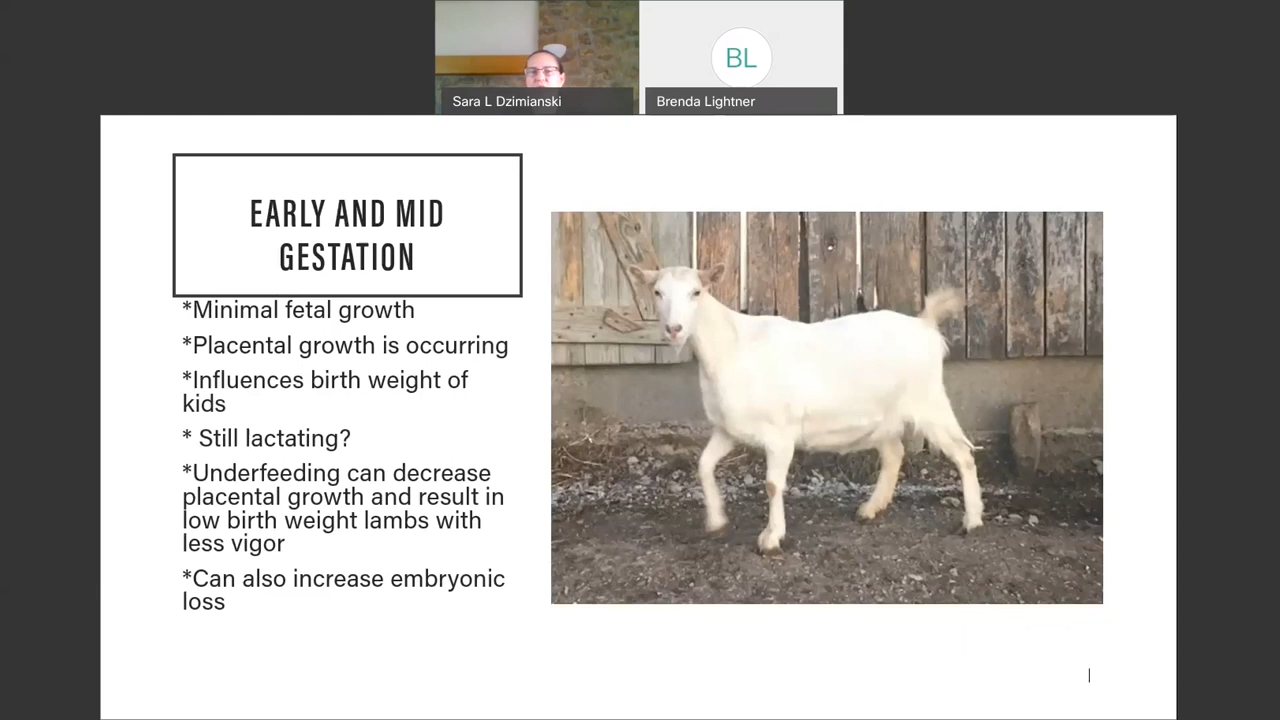 BL
Sara L Dzimianski
Brenda Lightner
EARLY AND MID
GESTATION
*Minimal fetal growth
*Placental growth is occurring
*Influences birth weight of
kids
* Still lactating?
*Underfeeding can decrease
placental growth and result in
low birth weight lambs with
less vigor
*Can also increase embryonic
loss